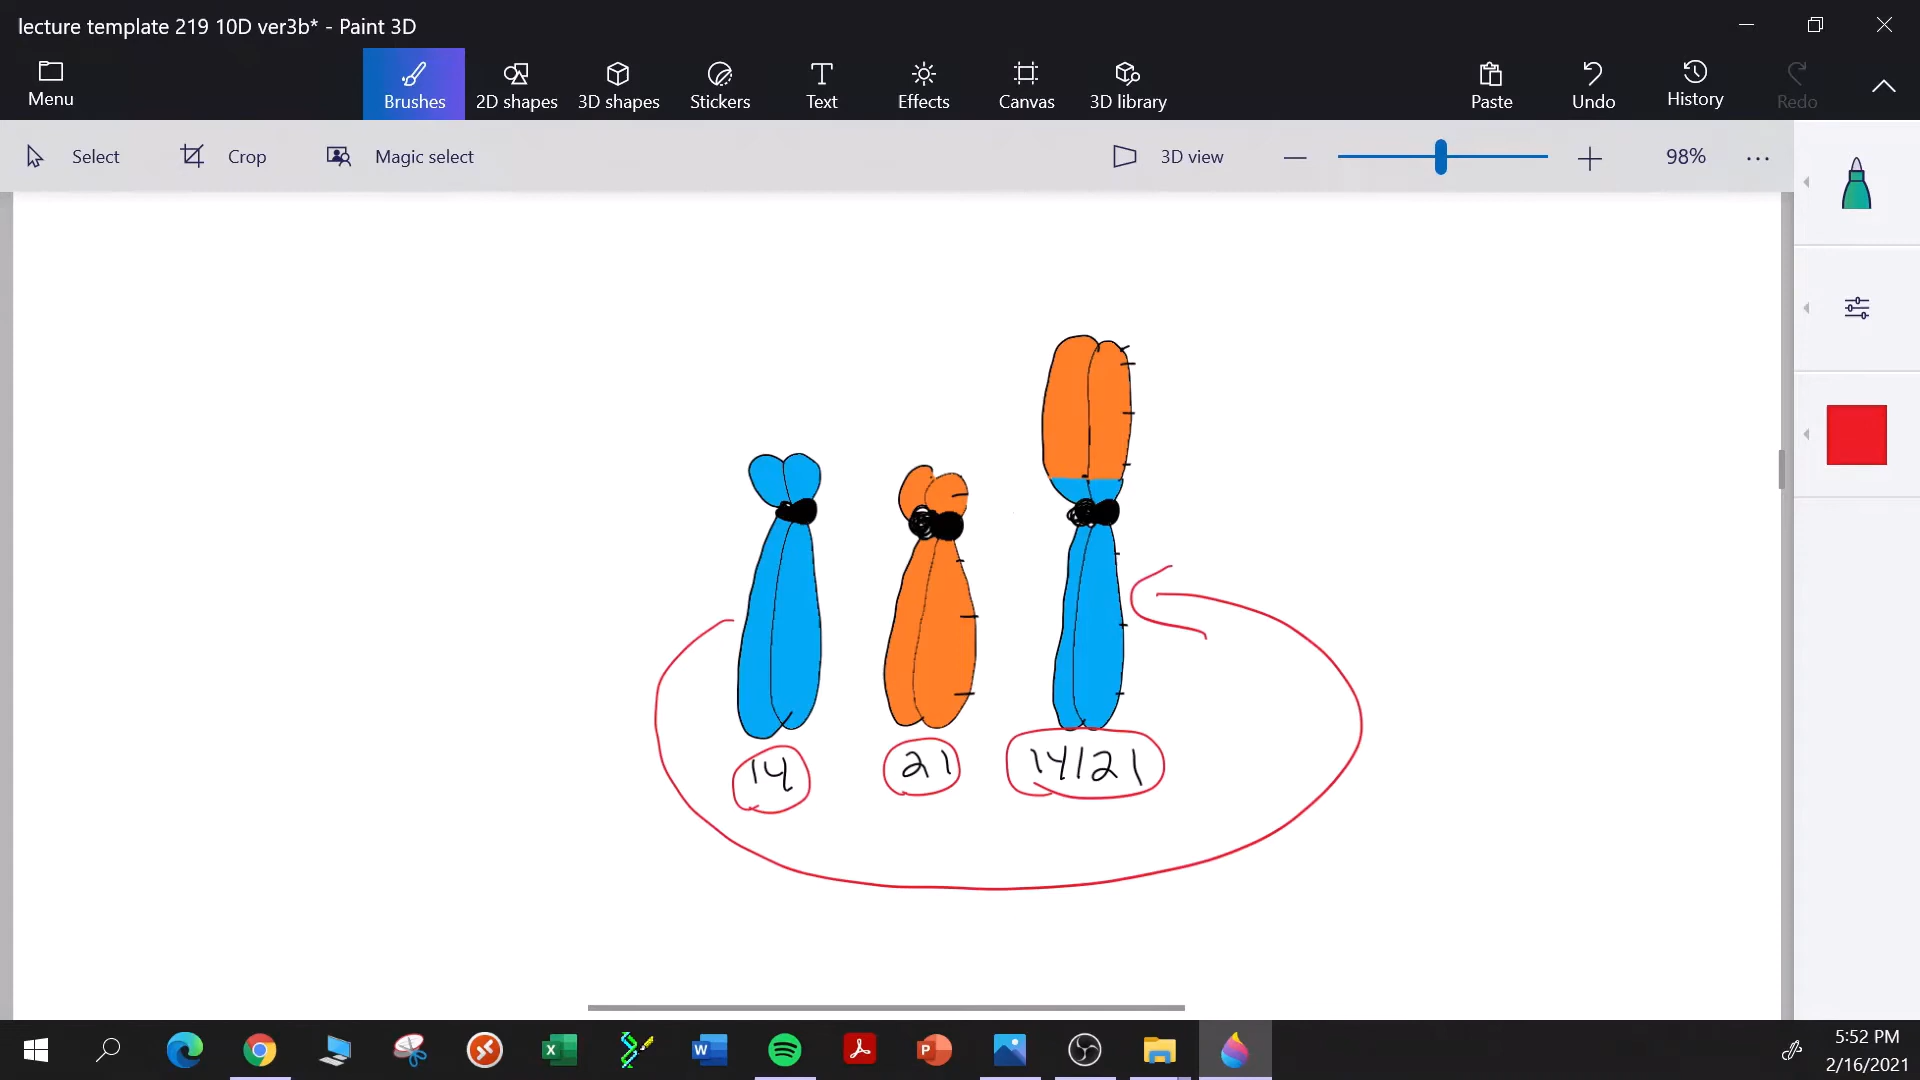 lecture template 219 10D ver3b* - Paint 3D
Menu
Brushes
2D shapes
3D shapes
Stickers
Text
Effects
Canvas
3D library
Paste
Undo
History
Redo
Select
Crop
Magic select
3D view
98%
14
21
14/21
5:52 PM
2/16/2021